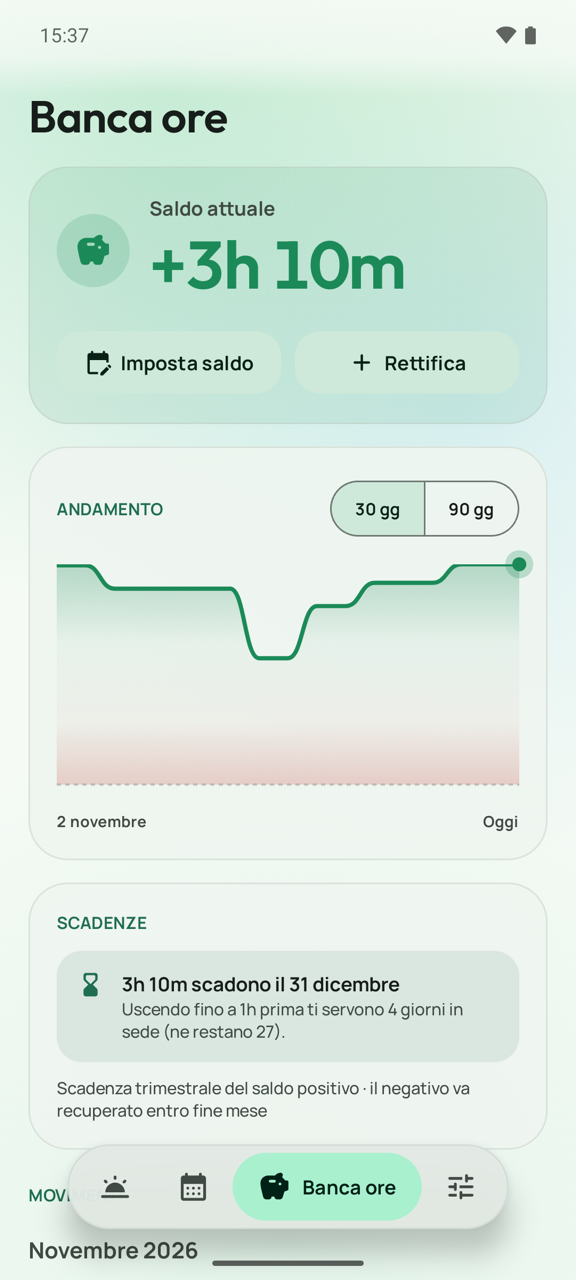 15:37
Banca ore
Saldo attuale
+3h 10m
Imposta saldo
Rettifica
ANDAMENTO
30 gg
90 gg
2 novembre
Oggi
SCADENZE
3h 10m scadono il 31 dicembre
Uscendo fino a 1h prima ti servono 4 giorni in
sede (ne restano 27).
Scadenza trimestrale del saldo positivo · il negativo va
recuperato entro fine mese
Banca ore
Novembre 2026